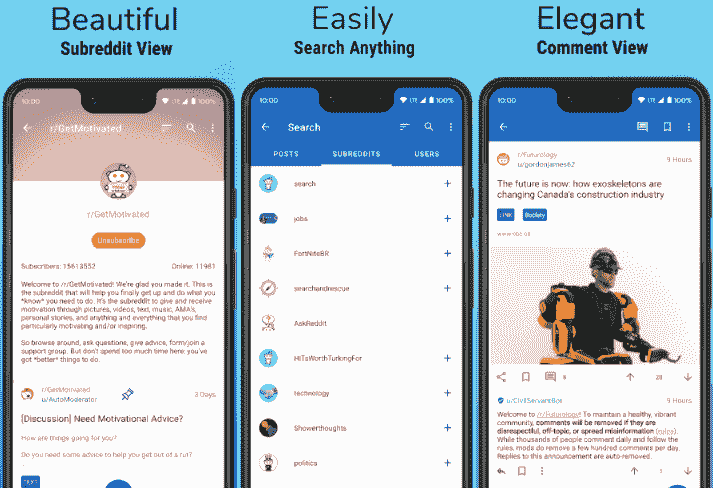 Beautiful
Subreddit View
10:00
LTE
100%
r/GetMotivated
r/GetMotivated
Unsubscribe
Subscribers: 15613552
Online: 11981
Welcome to /r/GetMotivated! We're glad you made it. This is
the subreddit that will help you finally get up and do what you
*know* you need to do. It's the subreddit to give and receive
motivation through pictures, videos, text, music, AMA's,
personal stories, and anything and everything that you find
particularly motivating and/or inspiring.
So browse around, ask questions, give advice, form/join a
support group. But don't spend too much time here; you've
got *better* things to do.
r/GetMotivated
u/AutoModerator
3 Days
[Discussion] Need Motivational Advice?
How are things going for you?
Do you need some advice to help you get out of a rut?
TEXT
Easily
Search Anything
10:00
LTE
100%
Search
POSTS
SUBREDDITS
USERS
search
jobs
FortNiteBR
searchandrescue
AskReddit
HITsWorthTurkingFor
technology
Showerthoughts
politics
Elegant
Comment View
10:00
LTE
100%
r/Futurology
u/gordonjames62
9 Hours
The future is now: how exoskeletons are
changing Canada's construction industry
LINK
Society
6
28
u/CivilServantBot
9 Hours
Welcome to /r/Futurology! To maintain a healthy, vibrant
community, comments will be removed if they are
disrespectful, off-topic, or spread misinformation (rules).
While thousands of people comment daily and follow the
rules, mods do remove a few hundred comments per day.
Replies to this announcement are auto-removed.